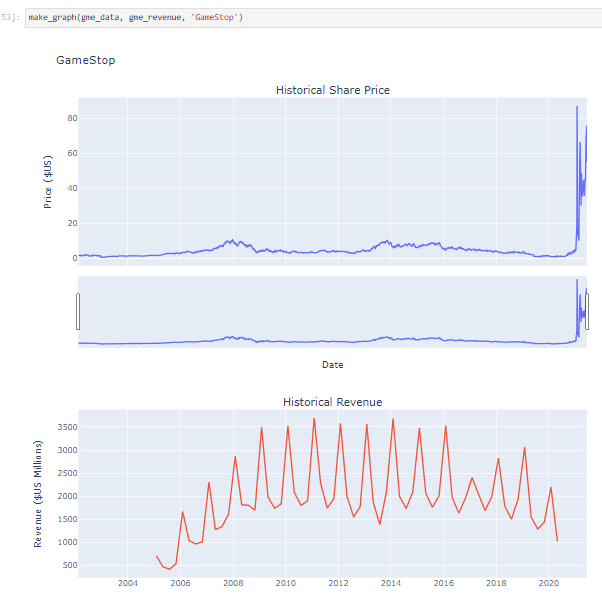 [53]: make_graph(gme_data, gme_revenue, 'GameStop')
GameStop
Historical Share Price
80
60
40
20
0
Price ($US)
Date
Historical Revenue
3500
3000
2500
2000
1500
1000
500
Revenue ($US Millions)
2004 2006 2008 2010 2012 2014 2016 2018 2020